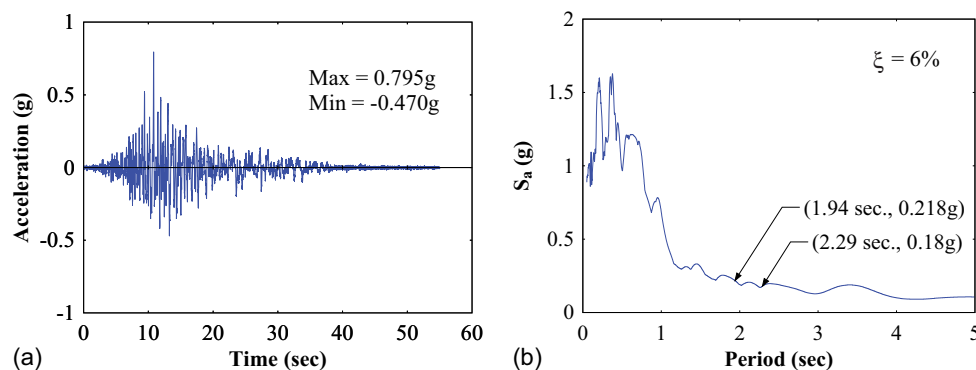 1
0.5
0
-0.5
-1
Acceleration (g)
Max = 0.795g
Min = -0.470g
0 10 20 30 40 50 60
(a) Time (sec)
2
1.5
1
0.5
0
Sa (g)
ξ = 6%
(1.94 sec., 0.218g)
(2.29 sec., 0.18g)
0 1 2 3 4 5
(b) Period (sec)